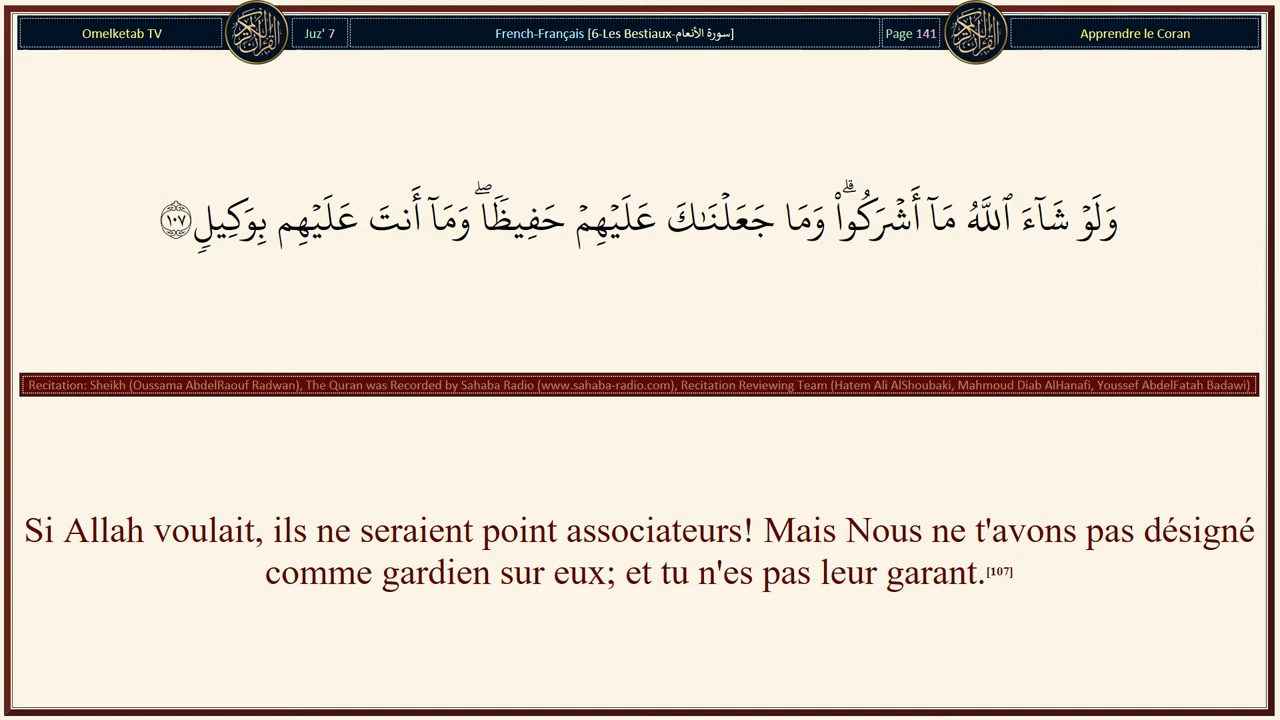 Omelketab TV
Juz' 7
French-Français [6-Les Bestiaux-سورة الأنعام]
Page 141
Apprendre le Coran
وَلَوۡ شَآءَ ٱللَّهُ مَآ أَشۡرَكُواْۗ وَمَا جَعَلۡنَٰكَ عَلَيۡهِمۡ حَفِيظٗاۖ وَمَآ أَنتَ عَلَيۡهِم بِوَكِيلٖ ١٠٧
Recitation: Sheikh (Oussama AbdelRaouf Radwan), The Quran was Recorded by Sahaba Radio (www.sahaba-radio.com), Recitation Reviewing Team (Hatem Ali AlShoubaki, Mahmoud Diab AlHanafi, Youssef AbdelFatah Badawi)
Si Allah voulait, ils ne seraient point associateurs! Mais Nous ne t'avons pas désigné
comme gardien sur eux; et tu n'es pas leur garant.[107]